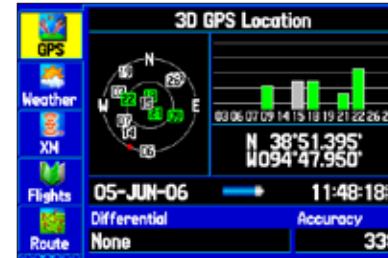 3D GPS Location
GPS
Weather
XM
Flights
Route
N
W
E
03 06 07 09 14 15 18 19 21 22 26 2
N 38°51.395'
W094°47.950'
05-JUN-06
11:48:18
Differential
Accuracy
None
33